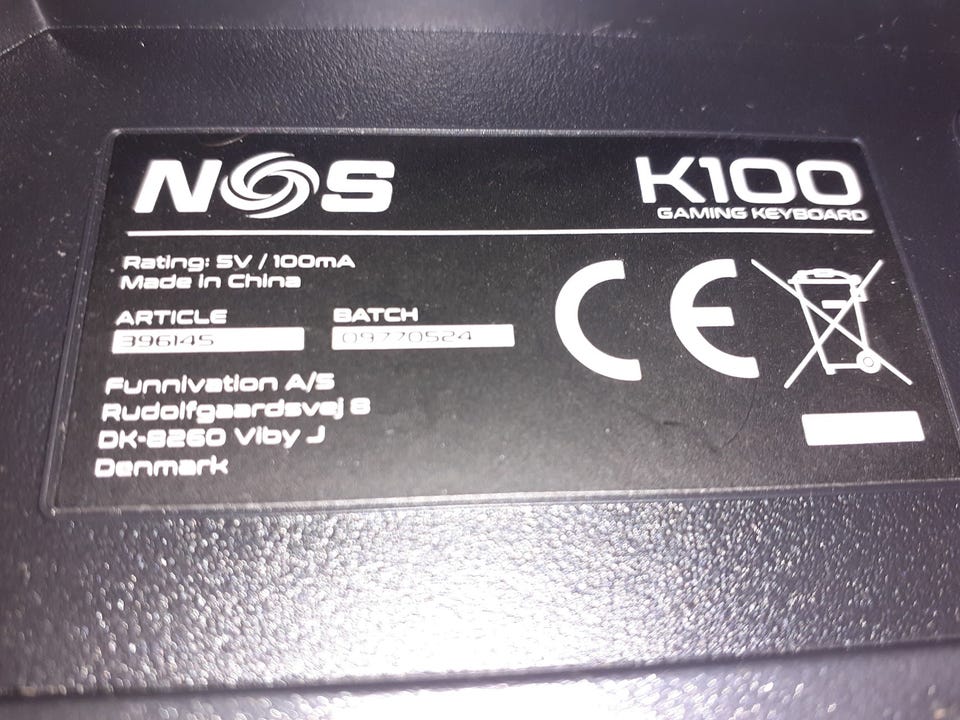 NOS
K100
GAMING KEYBOARD
Rating: 5V / 100mA
Made in China
ARTICLE
396145
BATCH
09770524
Funnivation A/S
Rudolfgaardsvej 8
DK-8260 Viby J
Denmark
CE